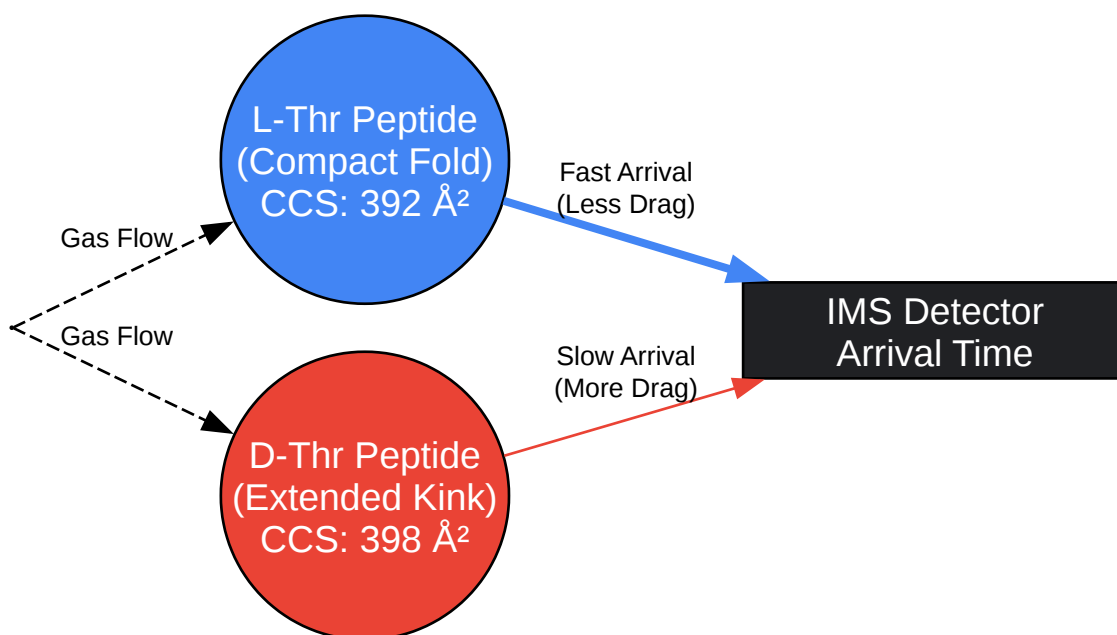 L-Thr Peptide
(Compact Fold)
CCS: 392 Å²
Fast Arrival
(Less Drag)
Gas Flow
Gas Flow
IMS Detector
Arrival Time
Slow Arrival
(More Drag)
D-Thr Peptide
(Extended Kink)
CCS: 398 Å²